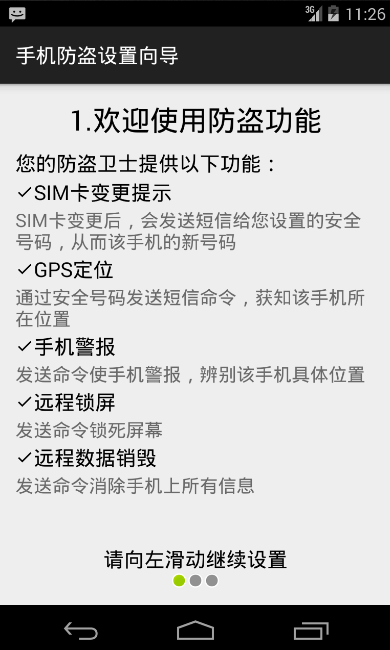 3G 11:26
手机防盗设置向导
1.欢迎使用防盗功能
您的防盗卫士提供以下功能：
✓SIM卡变更提示
SIM卡变更后，会发送短信给您设置的安全
号码，从而该手机的新号码
✓GPS定位
通过安全号码发送短信命令，获知该手机所
在位置
✓手机警报
发送命令使手机警报，辨别该手机具体位置
✓远程锁屏
发送命令锁死屏幕
✓远程数据销毁
发送命令消除手机上所有信息
请向左滑动继续设置